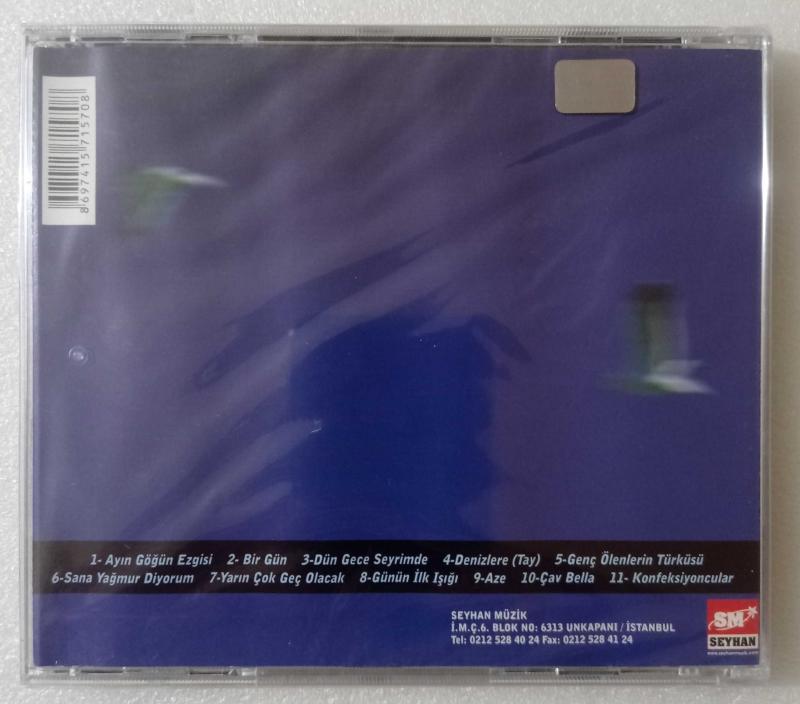 8697415715708
1- Ayın Göğün Ezgisi 2- Bir Gün 3-Dün Gece Seyrimde 4-Denizlere (Tay) 5-Genç Ölenlerin Türküsü
6-Sana Yağmur Diyorum 7-Yarın Çok Geç Olacak 8-Günün İlk Işığı 9-Aze 10-Çav Bella 11- Konfeksiyoncular
SEYHAN MÜZİK
İ.M.Ç.6. BLOK NO: 6313 UNKAPANI / İSTANBUL
Tel: 0212 528 40 24 Fax: 0212 528 41 24
SM
SEYHAN
www.seyhanmuzik.com